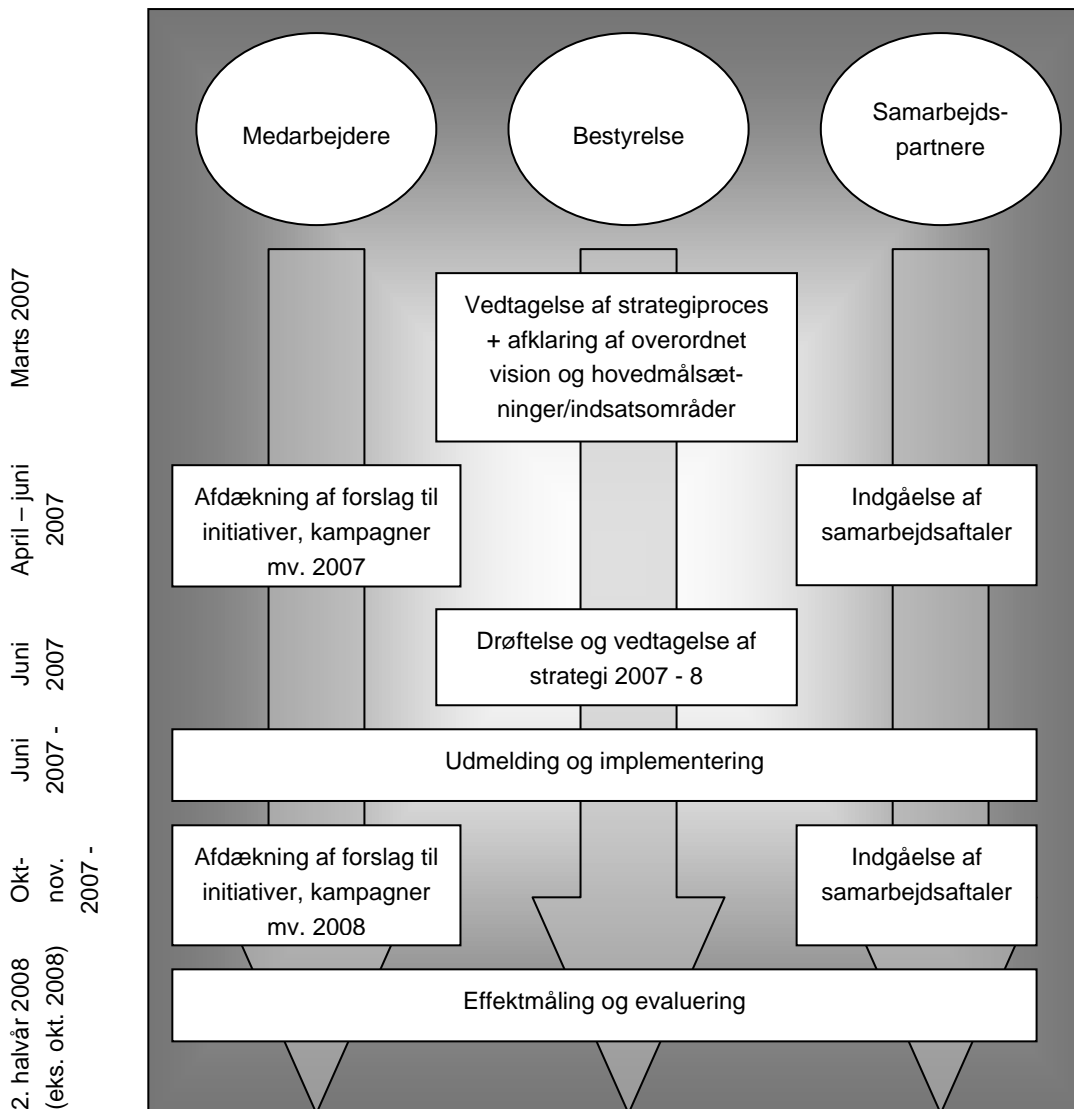 Medarbejdere
Bestyrelse
Samarbejds-
partnere
Marts 2007
Vedtagelse af strategiproces
+ afklaring af overordnet
vision og hovedmålsæt-
ninger/indsatsområder
April – juni
2007
Afdækning af forslag til
initiativer, kampagner
mv. 2007
Indgåelse af
samarbejdsaftaler
Juni
2007
Drøftelse og vedtagelse af
strategi 2007 - 8
Juni
2007 -
Udmelding og implementering
Okt-
nov.
2007 -
Afdækning af forslag til
initiativer, kampagner
mv. 2008
Indgåelse af
samarbejdsaftaler
2. halvår 2008
(eks. okt. 2008)
Effektmåling og evaluering